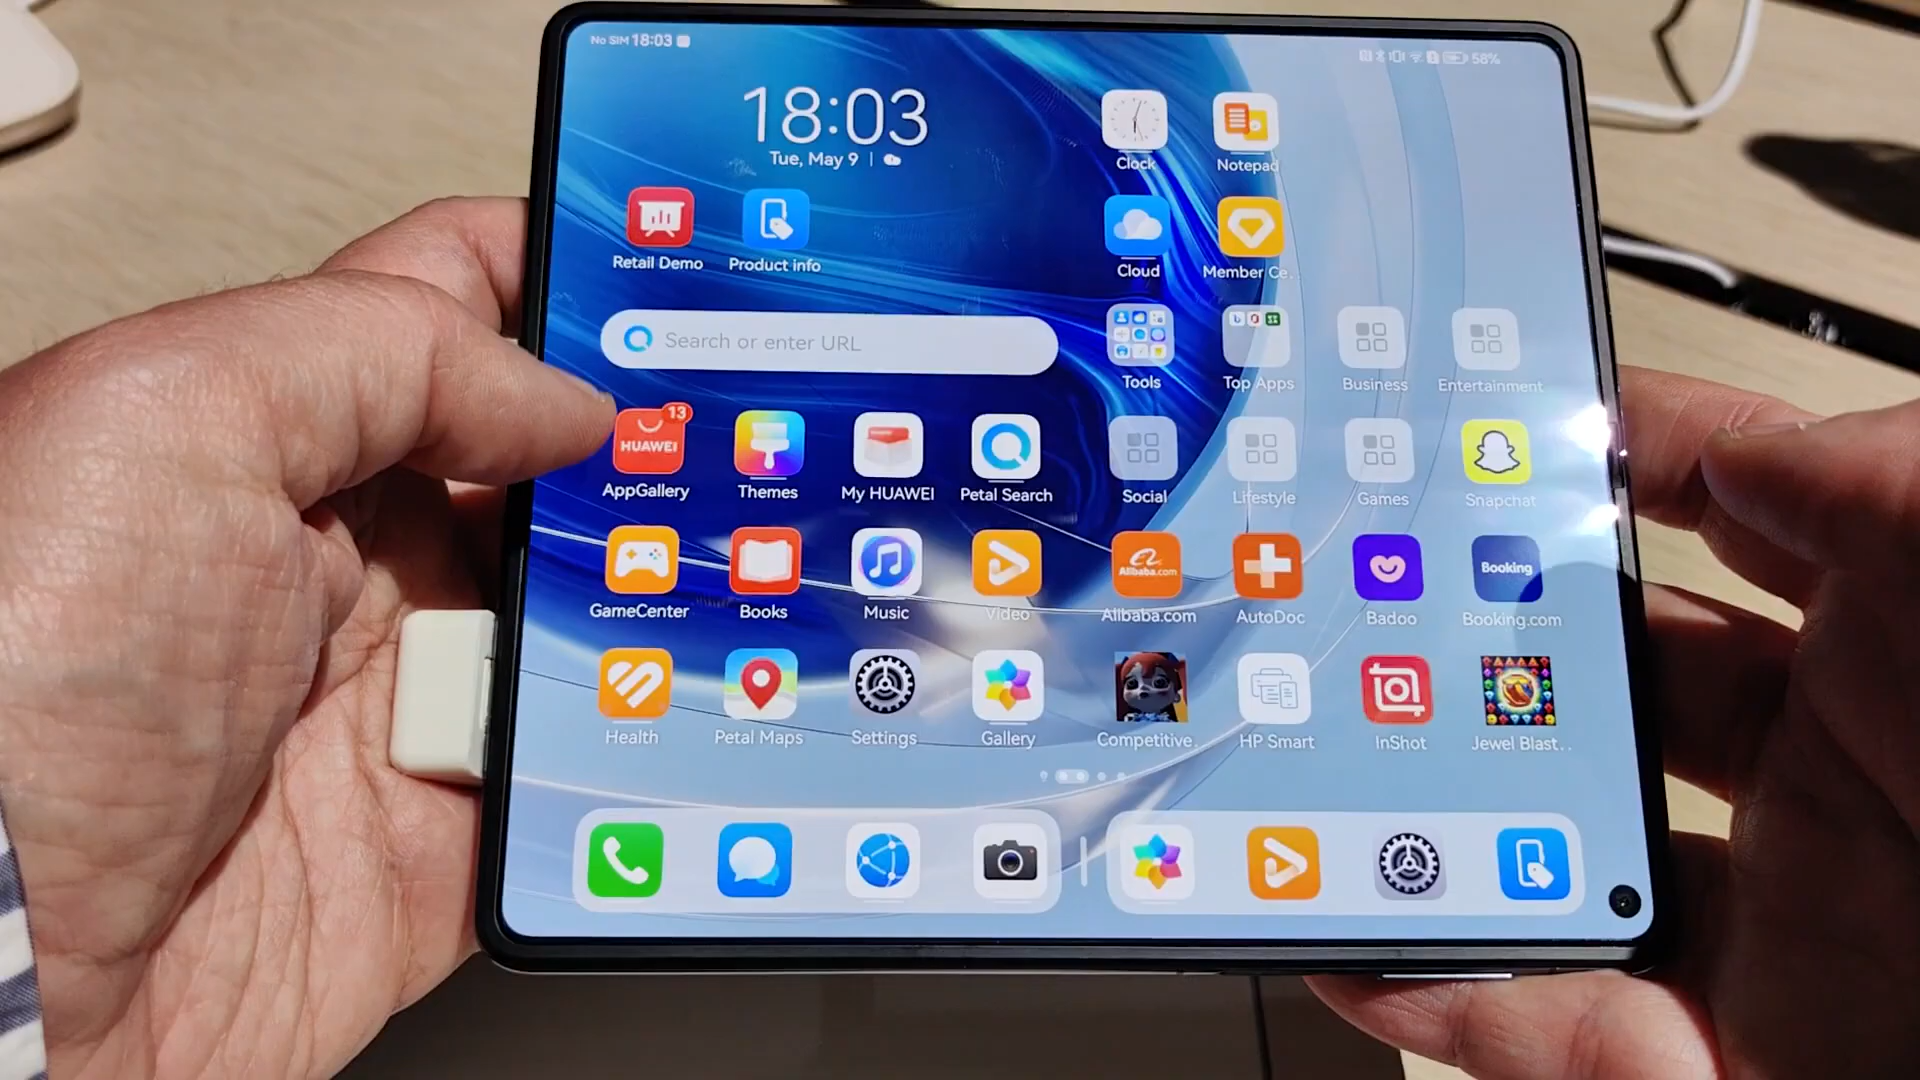 No SIM 18:03
58%
18:03
Tue, May 9
Clock
Notepad
Retail Demo
Product info
Cloud
Member Ce..
Search or enter URL
Tools
Top Apps
Business
Entertainment
13
HUAWEI
AppGallery
Themes
My HUAWEI
Petal Search
Social
Lifestyle
Games
Snapchat
Alibaba.com
Booking
GameCenter
Books
Music
Video
Alibaba.com
AutoDoc
Badoo
Booking.com
Health
Petal Maps
Settings
Gallery
Competitive.
HP Smart
InShot
Jewel Blast..